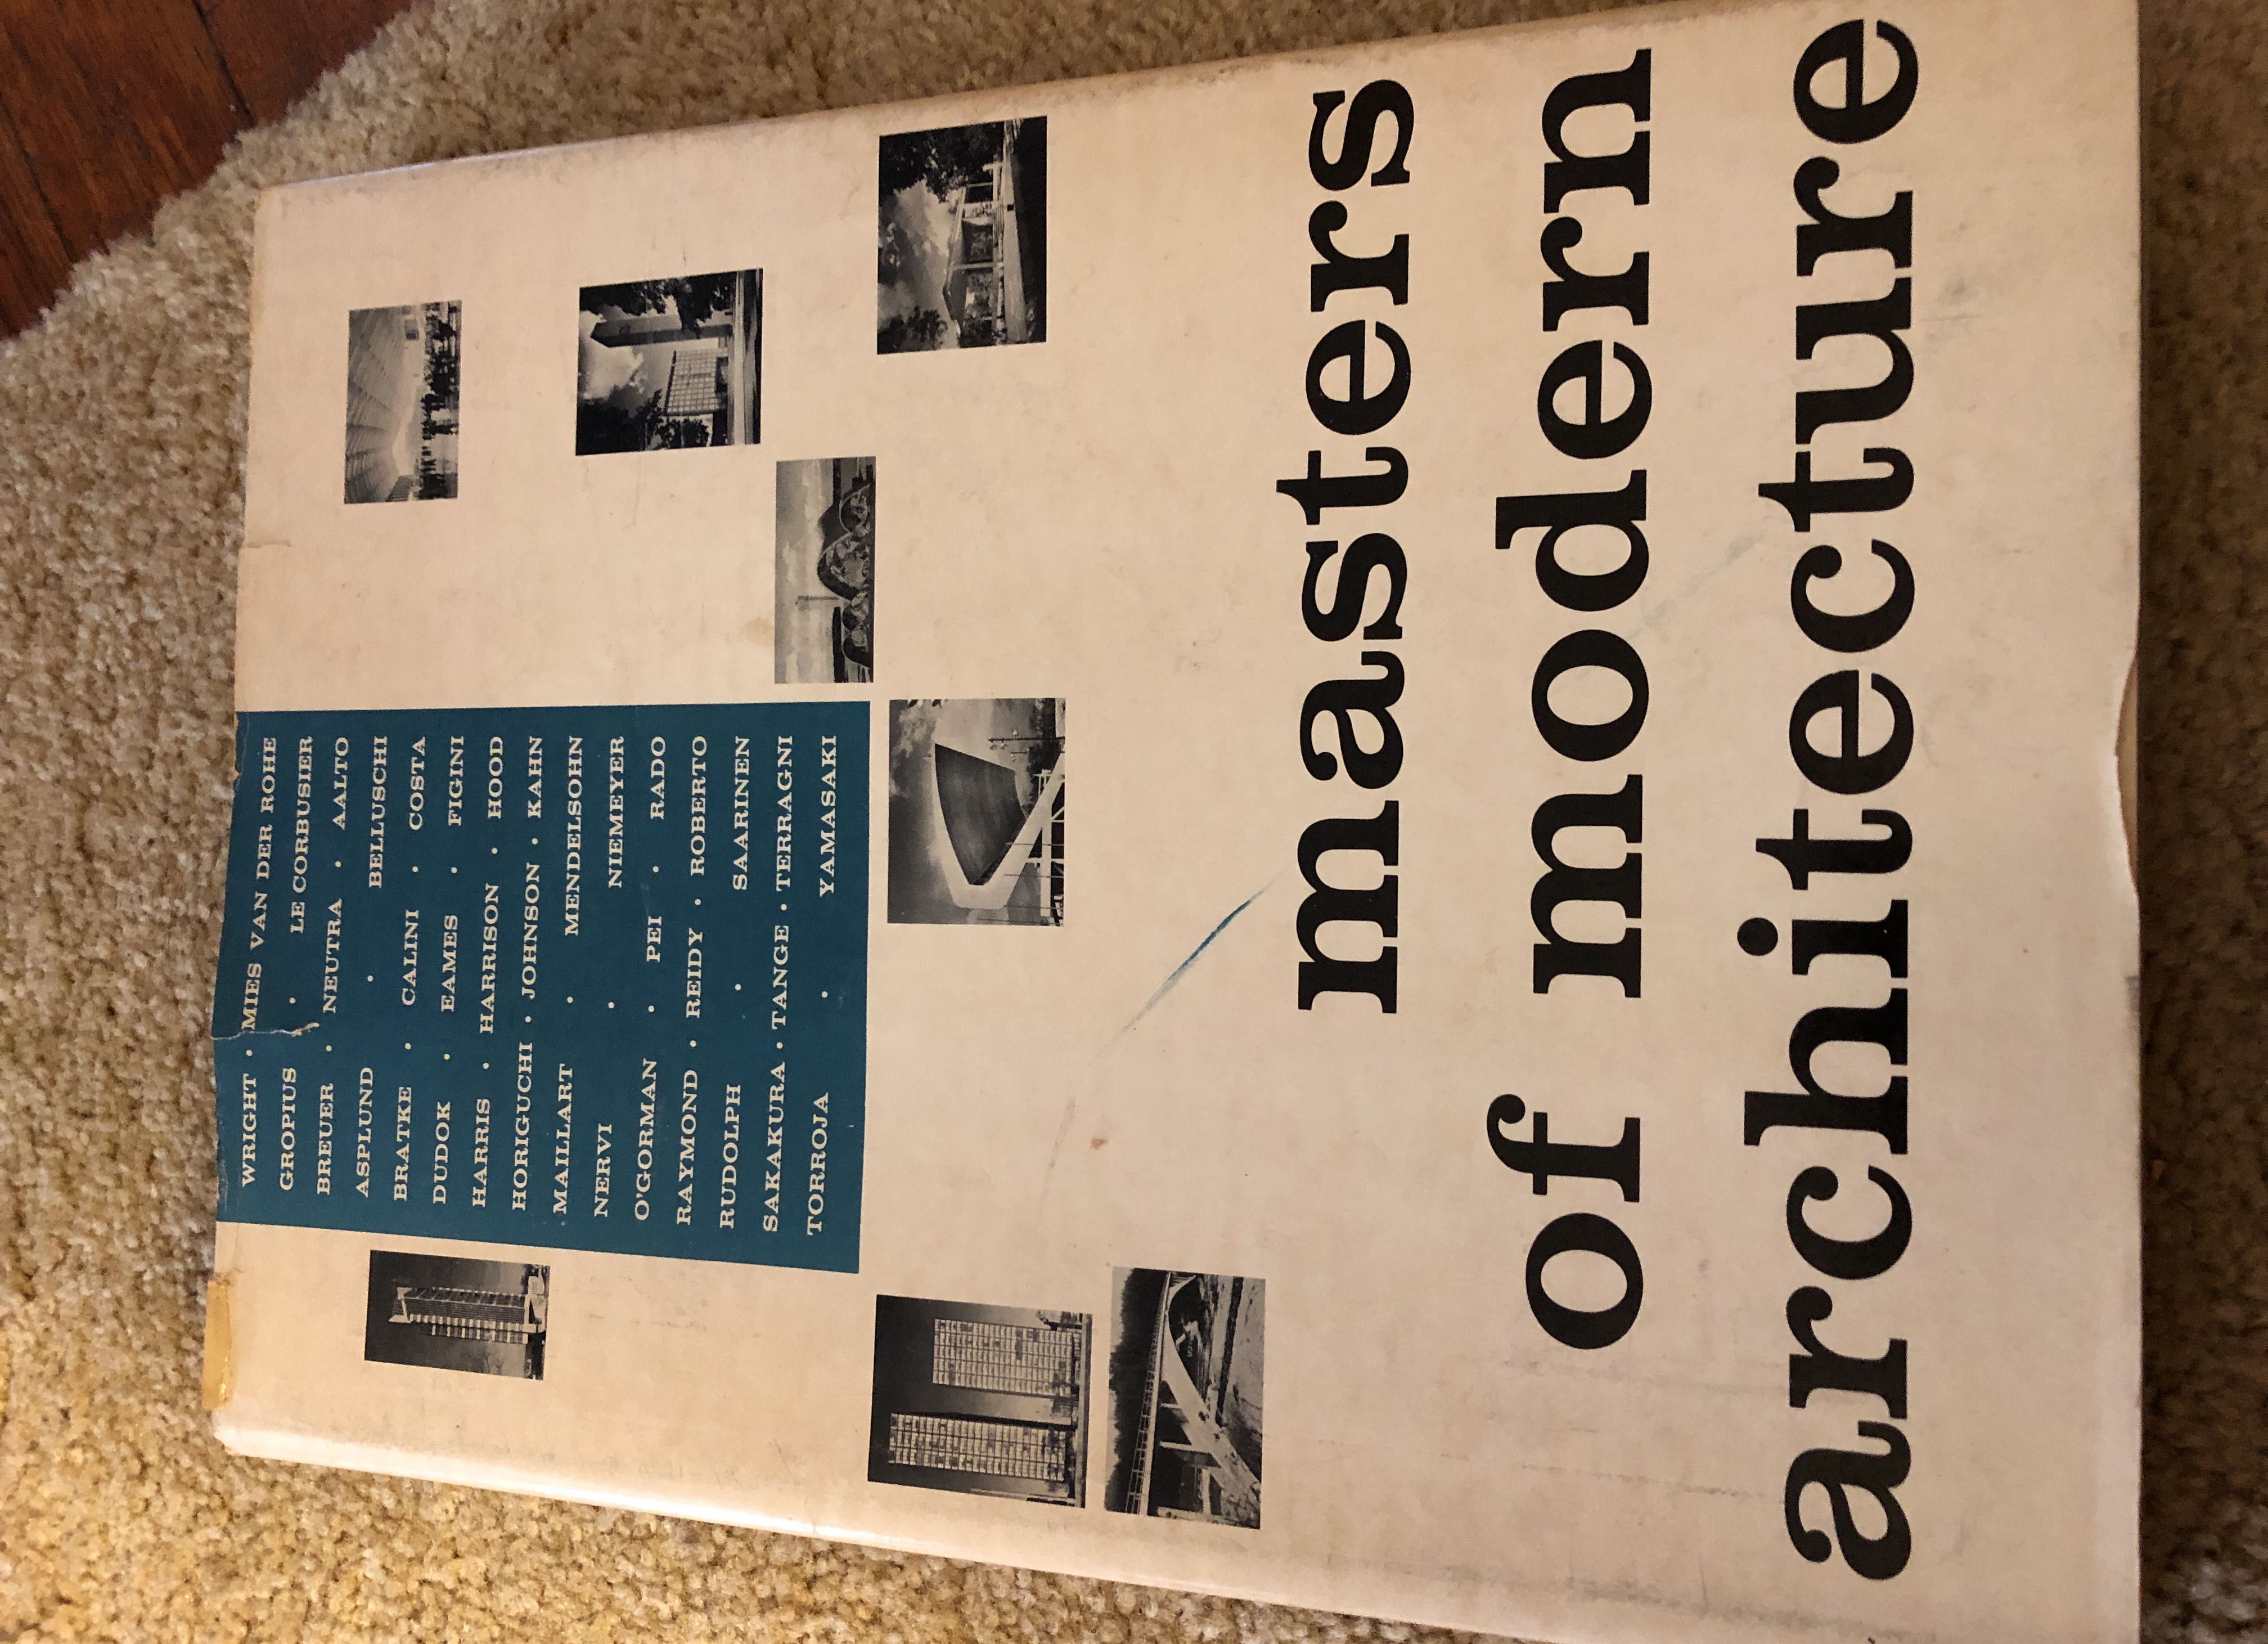 WRIGHT · MIES VAN DER ROHE
GROPIUS · LE CORBUSIER
BREUER · NEUTRA · AALTO
ASPLUND · BELLUSCHI
BRATKE · CALINI · COSTA
DUDOK · EAMES · FIGINI
HARRIS · HARRISON · HOOD
HORIGUCHI · JOHNSON · KAHN
MAILLART · MENDELSOHN
NERVI · NIEMEYER
O'GORMAN · PEI · RADO
RAYMOND · REIDY · ROBERTO
RUDOLPH · SAARINEN
SAKAKURA · TANGE · TERRAGNI
TORROJA · YAMASAKI
masters
of modern
architecture